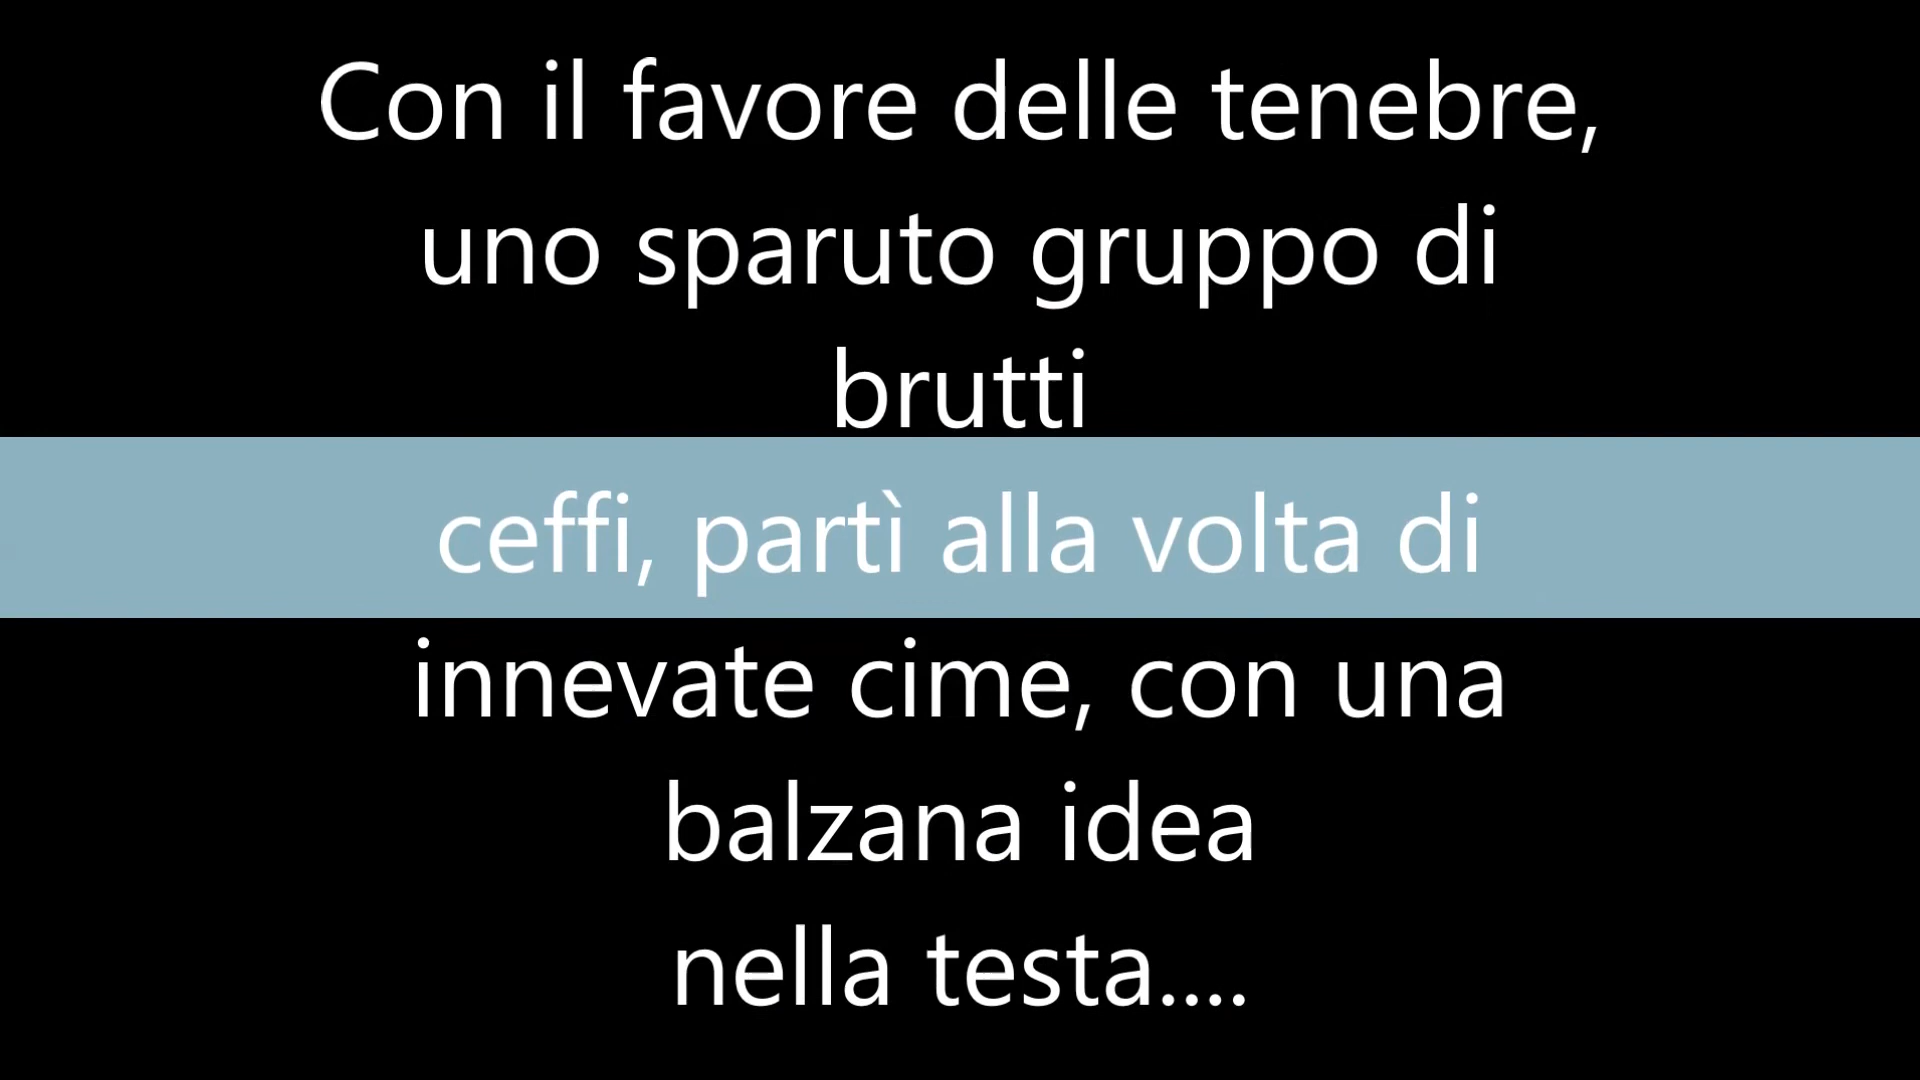 Con il favore delle tenebre,
uno sparuto gruppo di
brutti
ceffi, partì alla volta di
innevate cime, con una
balzana idea
nella testa....